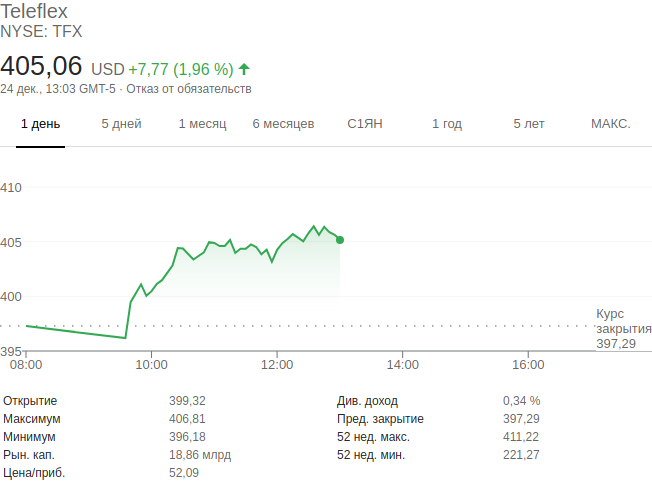 Teleflex
NYSE: TFX
405,06 USD +7,77 (1,96 %)
24 дек., 13:03 GMT-5 · Отказ от обязательств
1 день 5 дней 1 месяц 6 месяцев С1ЯН 1 год 5 лет МАКС.
410
405
400
Курс
закрытия
397,29
395
08:00 10:00 12:00 14:00 16:00
Открытие 399,32 Див. доход 0,34 %
Максимум 406,81 Пред. закрытие 397,29
Минимум 396,18 52 нед. макс. 411,22
Рын. кап. 18,86 млрд 52 нед. мин. 221,27
Цена/приб. 52,09